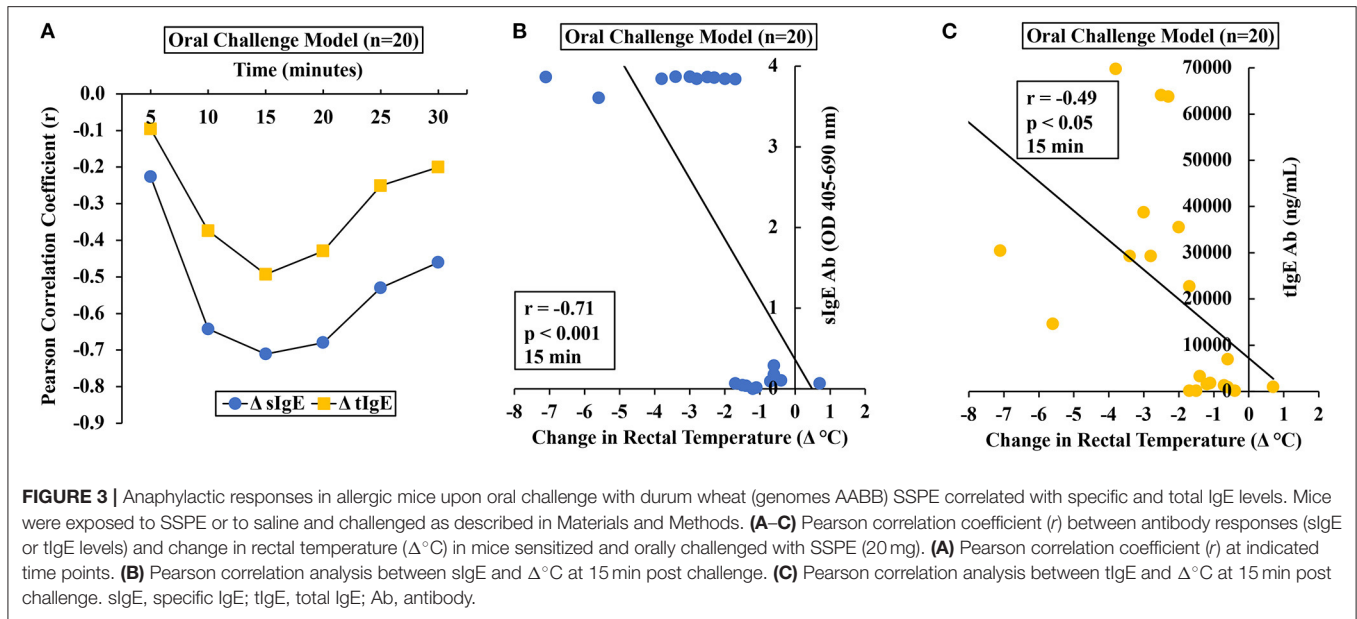 A
Oral Challenge Model (n=20)
Time (minutes)
5 10 15 20 25 30
0.0
-0.1
-0.2
-0.3
-0.4
-0.5
-0.6
-0.7
-0.8
-0.9
Pearson Correlation Coefficient (r)
Δ sIgE Δ tIgE
B
Oral Challenge Model (n=20)
4
3
2
1
0
sIgE Ab (OD 405-690 nm)
r = -0.71
p < 0.001
15 min
-8 -7 -6 -5 -4 -3 -2 -1 0 1 2
Change in Rectal Temperature (Δ °C)
C
Oral Challenge Model (n=20)
r = -0.49
p < 0.05
15 min
70000
60000
50000
40000
30000
20000
10000
0
tIgE Ab (ng/mL)
-8 -7 -6 -5 -4 -3 -2 -1 0 1 2
Change in Rectal Temperature (Δ °C)
FIGURE 3 | Anaphylactic responses in allergic mice upon oral challenge with durum wheat (genomes AABB) SSPE correlated with specific and total IgE levels. Mice
were exposed to SSPE or to saline and challenged as described in Materials and Methods. (A–C) Pearson correlation coefficient (r) between antibody responses (sIgE
or tIgE levels) and change in rectal temperature (Δ°C) in mice sensitized and orally challenged with SSPE (20 mg). (A) Pearson correlation coefficient (r) at indicated
time points. (B) Pearson correlation analysis between sIgE and Δ°C at 15 min post challenge. (C) Pearson correlation analysis between tIgE and Δ°C at 15 min post
challenge. sIgE, specific IgE; tIgE, total IgE; Ab, antibody.